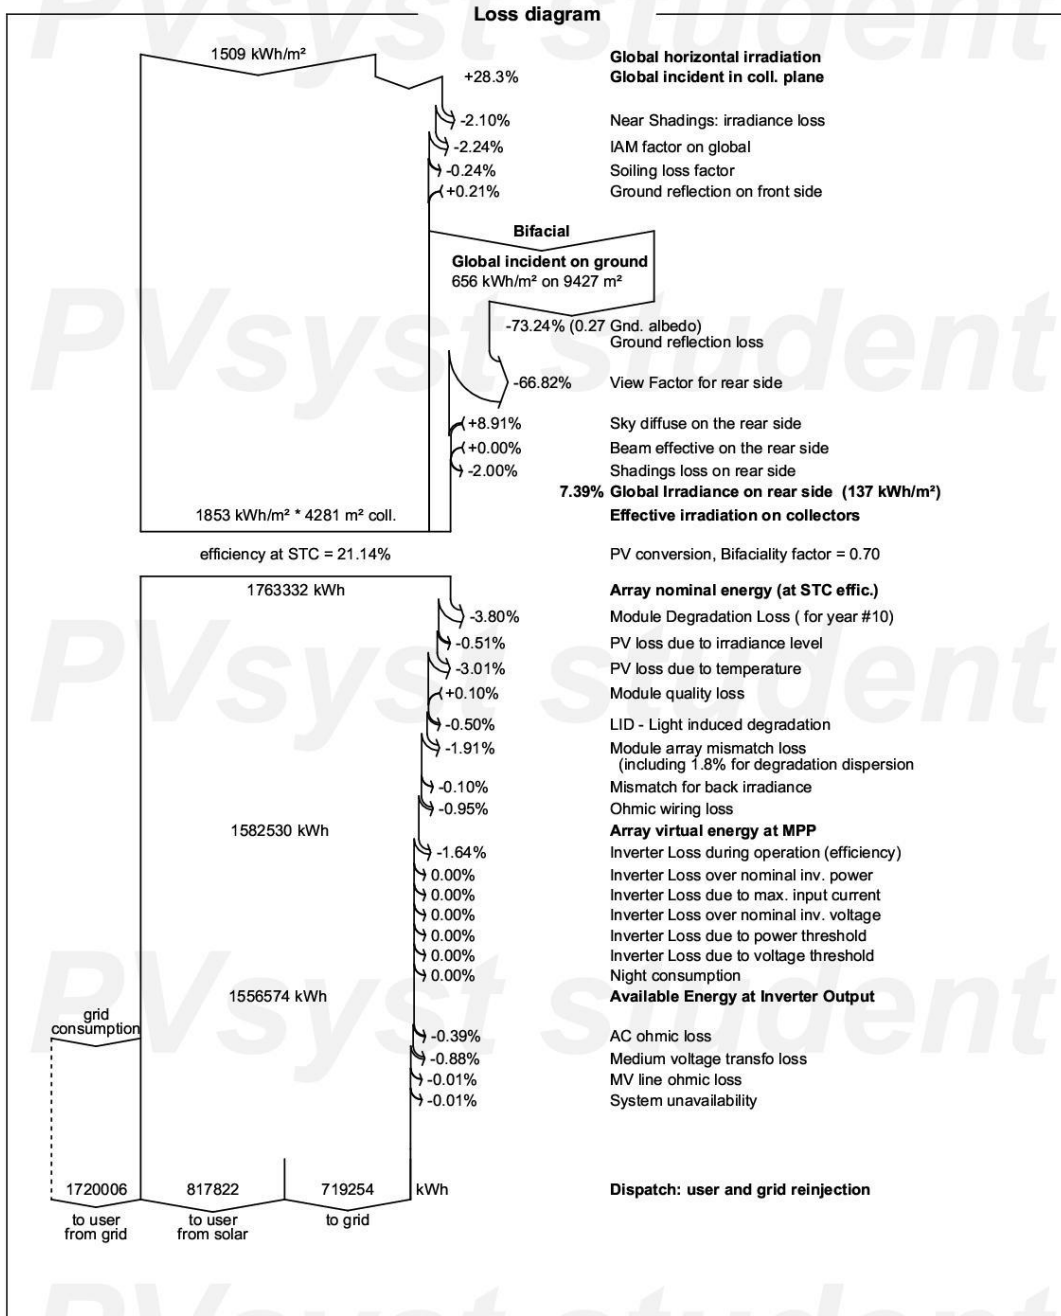 Loss diagram
1509 kWh/m² Global horizontal irradiation
+28.3% Global incident in coll. plane
-2.10% Near Shadings: irradiance loss
-2.24% IAM factor on global
-0.24% Soiling loss factor
+0.21% Ground reflection on front side
Bifacial
Global incident on ground
656 kWh/m² on 9427 m²
PVsyst student
-73.24% (0.27 Gnd. albedo)
Ground reflection loss
-66.82% View Factor for rear side
+8.91% Sky diffuse on the rear side
+0.00% Beam effective on the rear side
-2.00% Shadings loss on rear side
7.39% Global Irradiance on rear side (137 kWh/m²)
1853 kWh/m² * 4281 m² coll. Effective irradiation on collectors
efficiency at STC = 21.14% PV conversion, Bifaciality factor = 0.70
1763332 kWh Array nominal energy (at STC effic.)
-3.80% Module Degradation Loss ( for year #10)
-0.51% PV loss due to irradiance level
-3.01% PV loss due to temperature
PVsyst student
+0.10% Module quality loss
-0.50% LID - Light induced degradation
-1.91% Module array mismatch loss
(including 1.8% for degradation dispersion
-0.10% Mismatch for back irradiance
-0.95% Ohmic wiring loss
1582530 kWh Array virtual energy at MPP
-1.64% Inverter Loss during operation (efficiency)
0.00% Inverter Loss over nominal inv. power
0.00% Inverter Loss due to max. input current
0.00% Inverter Loss over nominal inv. voltage
0.00% Inverter Loss due to power threshold
0.00% Inverter Loss due to voltage threshold
0.00% Night consumption
1556574 kWh Available Energy at Inverter Output
PVsyst student
grid
consumption
-0.39% AC ohmic loss
-0.88% Medium voltage transfo loss
-0.01% MV line ohmic loss
-0.01% System unavailability
1720006 817822 719254 kWh Dispatch: user and grid reinjection
to user to user to grid
from grid from solar
PVsyst student